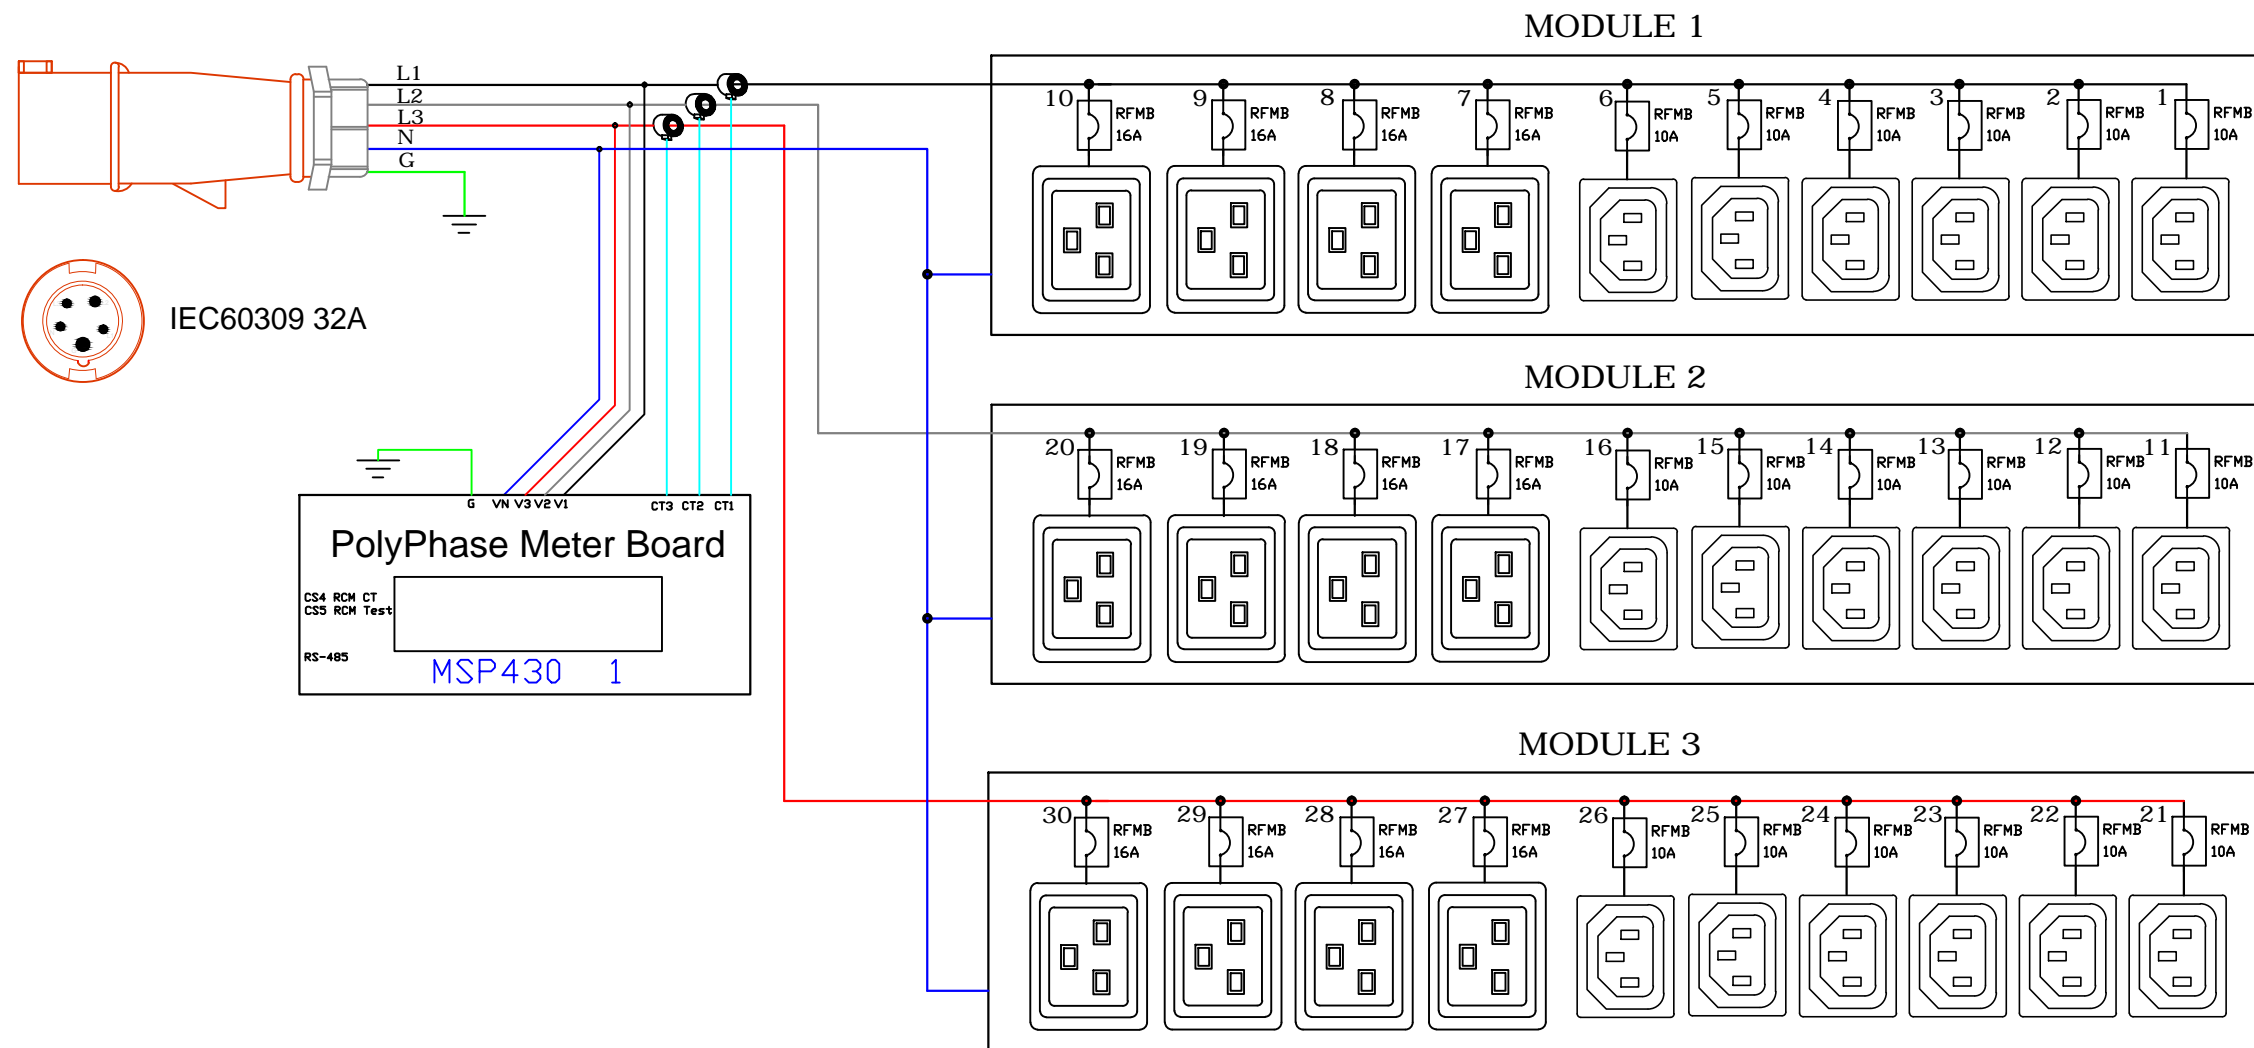 MODULE 1
L1
L2
L3
N
G
10 RFMB 16A
9 RFMB 16A
8 RFMB 16A
7 RFMB 16A
6 RFMB 10A
5 RFMB 10A
4 RFMB 10A
3 RFMB 10A
2 RFMB 10A
1 RFMB 10A
IEC60309 32A
MODULE 2
20 RFMB 16A
19 RFMB 16A
18 RFMB 16A
17 RFMB 16A
16 RFMB 10A
15 RFMB 10A
14 RFMB 10A
13 RFMB 10A
12 RFMB 10A
11 RFMB 10A
G VN V3 V2 V1 CT3 CT2 CT1
PolyPhase Meter Board
CS4 RCM CT
CS5 RCM Test
RS-485
MSP430 1
MODULE 3
30 RFMB 16A
29 RFMB 16A
28 RFMB 16A
27 RFMB 16A
26 RFMB 10A
25 RFMB 10A
24 RFMB 10A
23 RFMB 10A
22 RFMB 10A
21 RFMB 10A